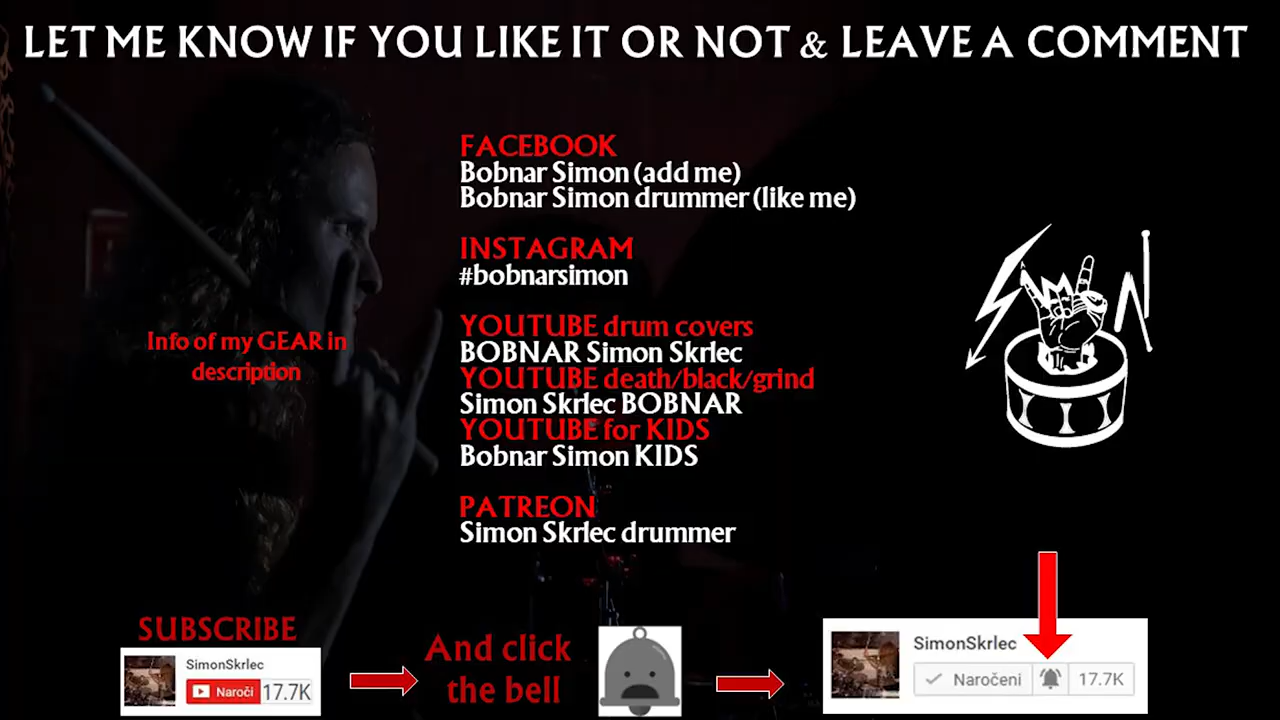 LET ME KNOW IF YOU LIKE IT OR NOT & LEAVE A COMMENT
FACEBOOK
Bobnar Simon (add me)
Bobnar Simon drummer (like me)
INSTAGRAM
#bobnarsimon
YOUTUBE drum covers
BOBNAR Simon Skrlec
YOUTUBE death/black/grind
Simon Skrlec BOBNAR
YOUTUBE for KIDS
Bobnar Simon KIDS
PATREON
Simon Skrlec drummer
Info of my GEAR in
description
SIMON
SUBSCRIBE
SimonSkrlec
Naroči 17.7K
And click
the bell
SimonSkrlec
Naročeni 17.7K